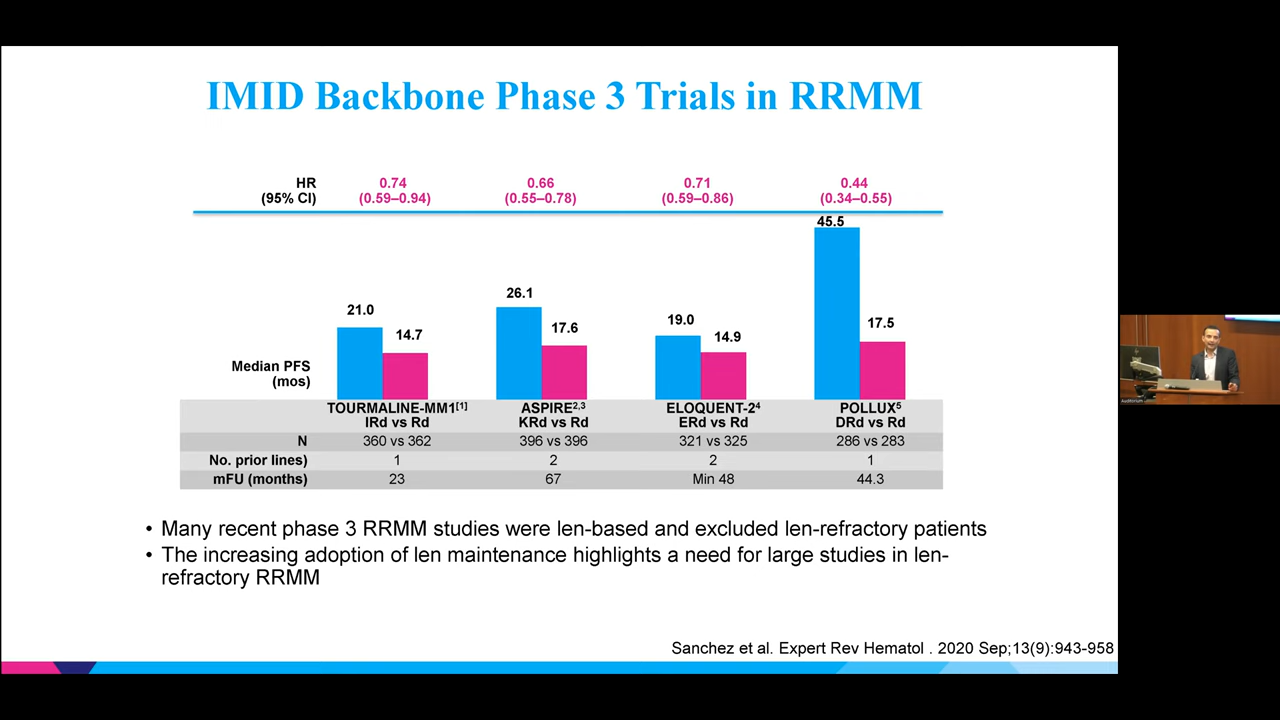 IMID Backbone Phase 3 Trials in RRMM
HR 0.74 0.66 0.71 0.44
(95% CI) (0.59–0.94) (0.55–0.78) (0.59–0.86) (0.34–0.55)
45.5
26.1
21.0
19.0
17.6
17.5
14.7
14.9
Median PFS
(mos)
TOURMALINE-MM1[1] ASPIRE2,3 ELOQUENT-24 POLLUX5
IRd vs Rd KRd vs Rd ERd vs Rd DRd vs Rd
N 360 vs 362 396 vs 396 321 vs 325 286 vs 283
No. prior lines) 1 2 2 1
mFU (months) 23 67 Min 48 44.3
• Many recent phase 3 RRMM studies were len-based and excluded len-refractory patients
• The increasing adoption of len maintenance highlights a need for large studies in len-
refractory RRMM
Sanchez et al. Expert Rev Hematol . 2020 Sep;13(9):943-958
Auditorium